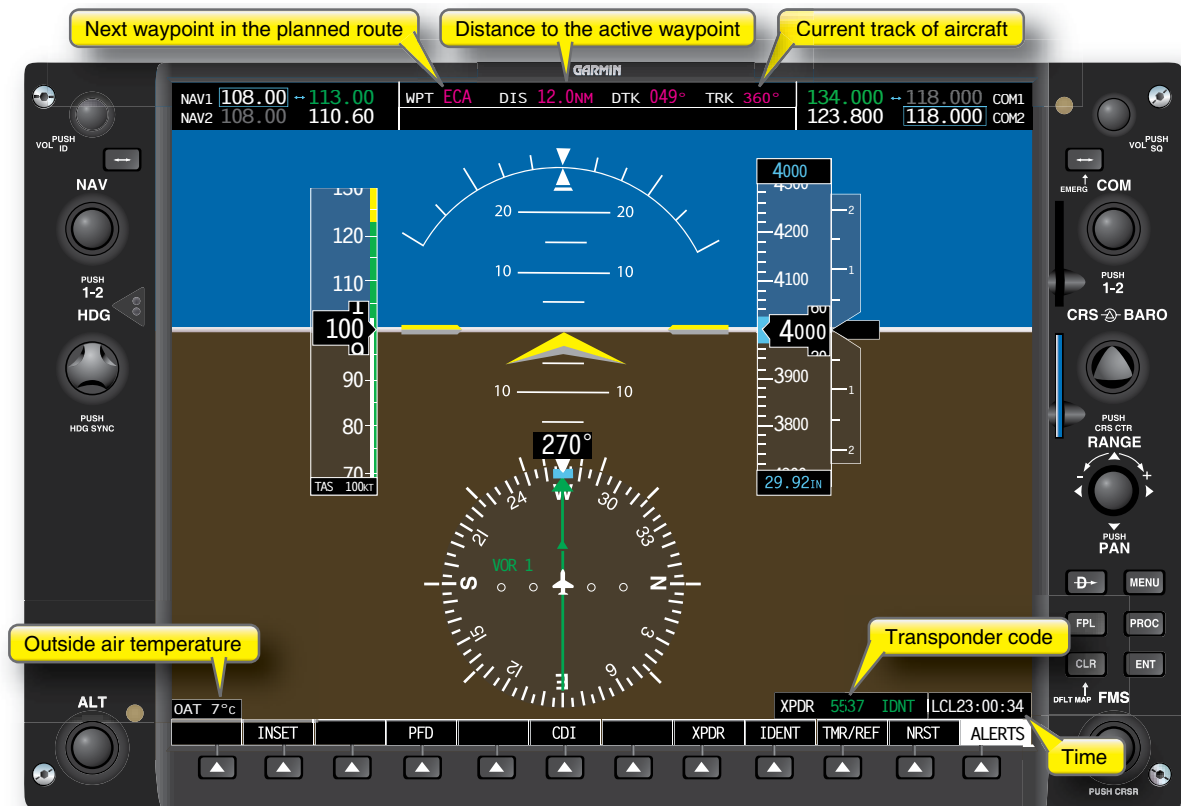 Next waypoint in the planned route
Distance to the active waypoint
Current track of aircraft
GARMIN
NAV1 108.00 ↔ 113.00
NAV2 108.00 110.60
WPT ECA DIS 12.0NM DTK 049° TRK 360°
134.000 ↔ 118.000 COM1
123.800 118.000 COM2
VOL PUSH ID
NAV
PUSH
1-2
HDG
PUSH
HDG SYNC
VOL PUSH SQ
EMERG
COM
PUSH
1-2
CRS BARO
PUSH
CRS CTR
RANGE
- +
PUSH
PAN
MENU
FPL
PROC
CLR
ENT
DFLT MAP
FMS
PUSH CRSR
130
120
110
100
90
80
70
TAS 100KT
20 20
10 10
10 10
4000
4300
4200
4100
4000
60
20
3900
3800
29.92IN
2
1
1
2
270°
W
30
33
N
3
6
E
12
15
S
21
24
VOR 1
Outside air temperature
Transponder code
ALT
OAT 7°C
XPDR 5537 IDNT
LCL23:00:34
INSET
PFD
CDI
XPDR
IDENT
TMR/REF
NRST
ALERTS
Time